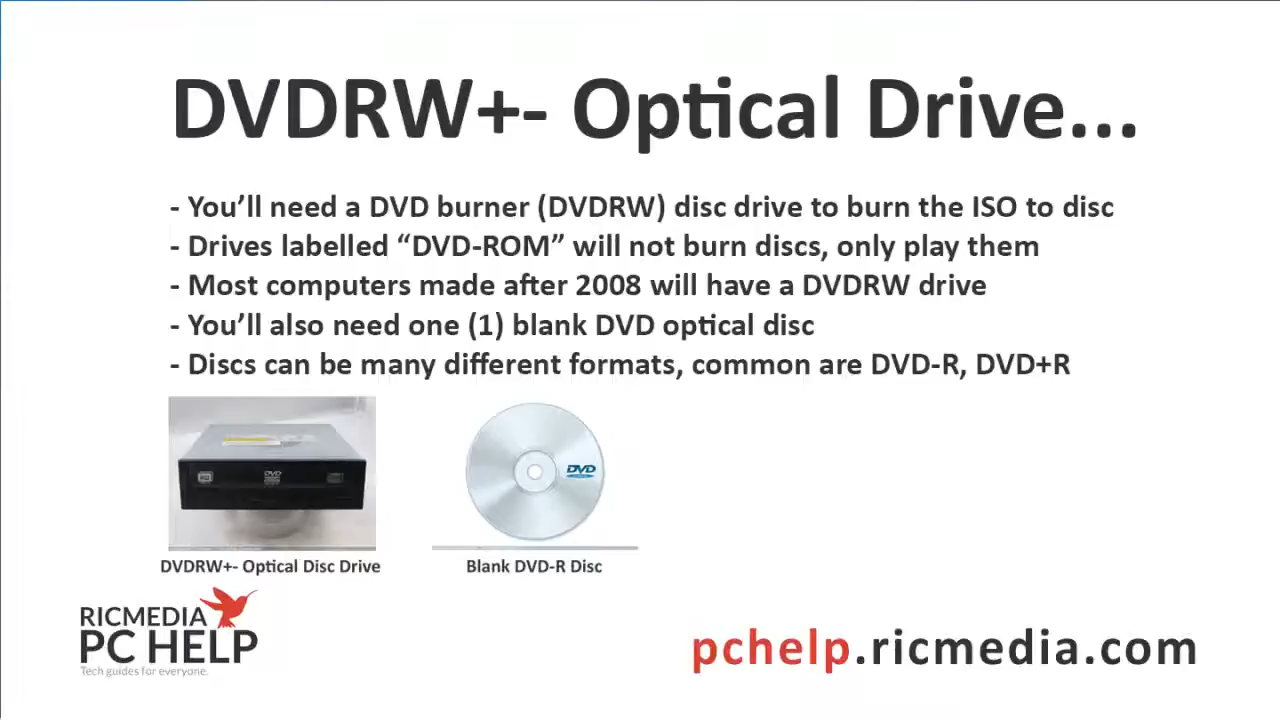 DVDRW+- Optical Drive...
- You’ll need a DVD burner (DVDRW) disc drive to burn the ISO to disc
- Drives labelled “DVD-ROM” will not burn discs, only play them
- Most computers made after 2008 will have a DVDRW drive
- You’ll also need one (1) blank DVD optical disc
- Discs can be many different formats, common are DVD-R, DVD+R
DVD
DVD
DVDRW+- Optical Disc Drive
Blank DVD-R Disc
RICMEDIA
PC HELP
Tech guides for everyone.
pchelp.ricmedia.com